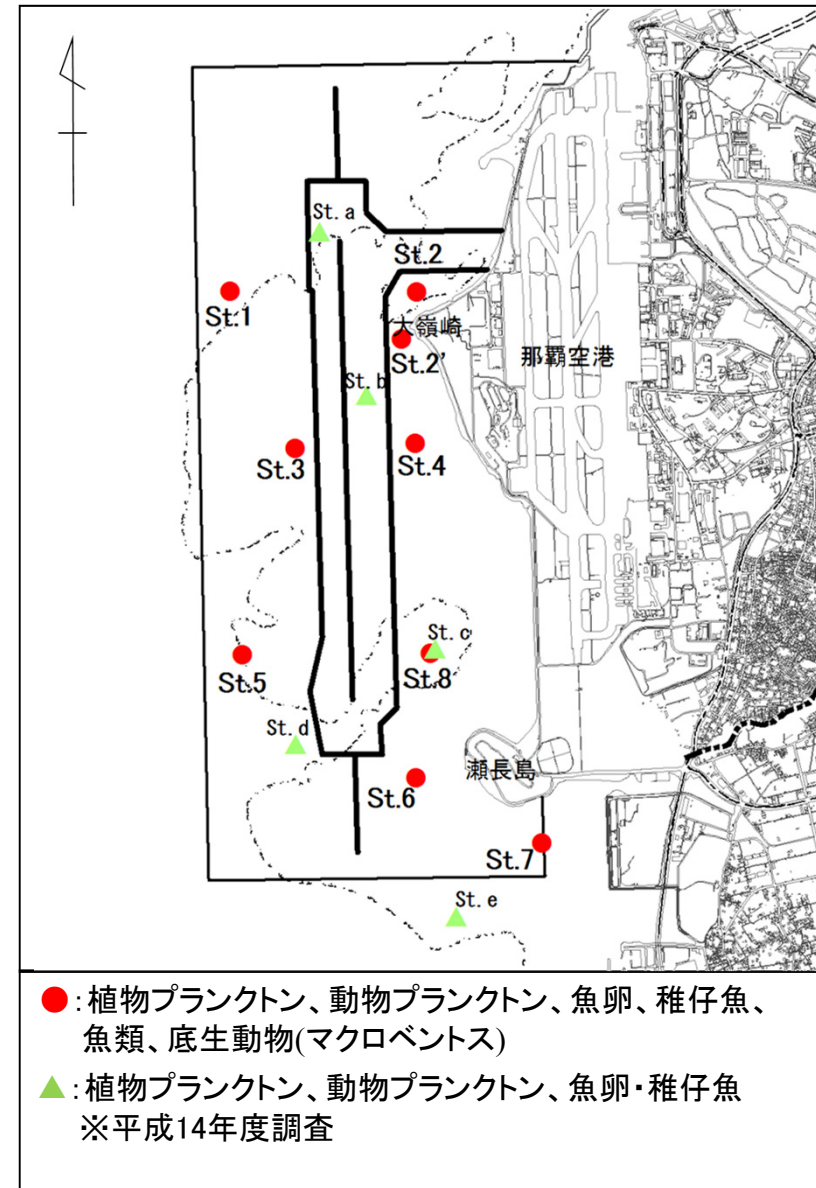 St. a
St.2
St.1
大嶺崎
St.2'
那覇空港
St. b
St.3
St.4
St. c
St.5
St.8
St. d
瀬長島
St.6
St.7
St. e
●:植物プランクトン、動物プランクトン、魚卵、稚仔魚、
魚類、底生動物(マクロベントス)
▲:植物プランクトン、動物プランクトン、魚卵・稚仔魚
※平成14年度調査